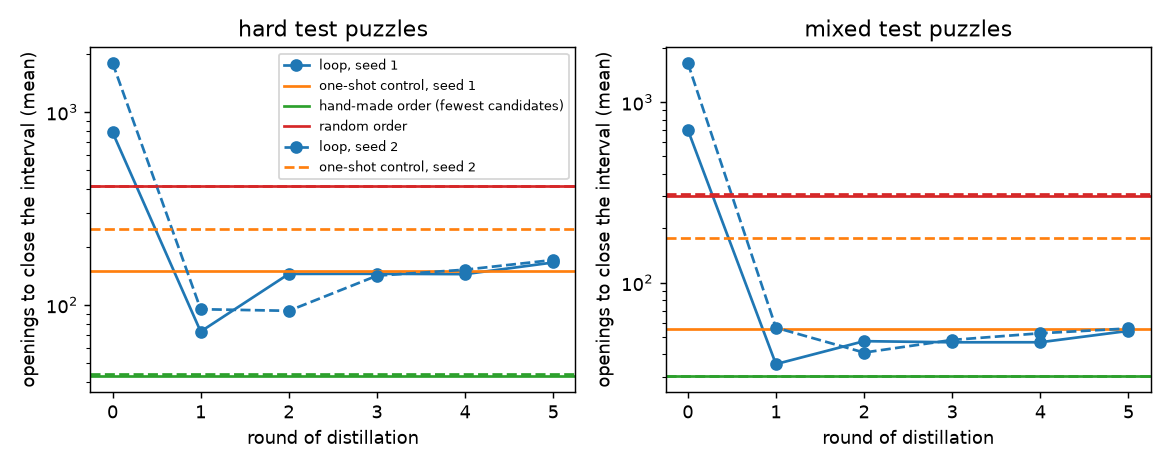 hard test puzzles
openings to close the interval (mean)
10³
10²
loop, seed 1
one-shot control, seed 1
hand-made order (fewest candidates)
random order
loop, seed 2
one-shot control, seed 2
0 1 2 3 4 5
round of distillation
mixed test puzzles
openings to close the interval (mean)
10³
10²
0 1 2 3 4 5
round of distillation